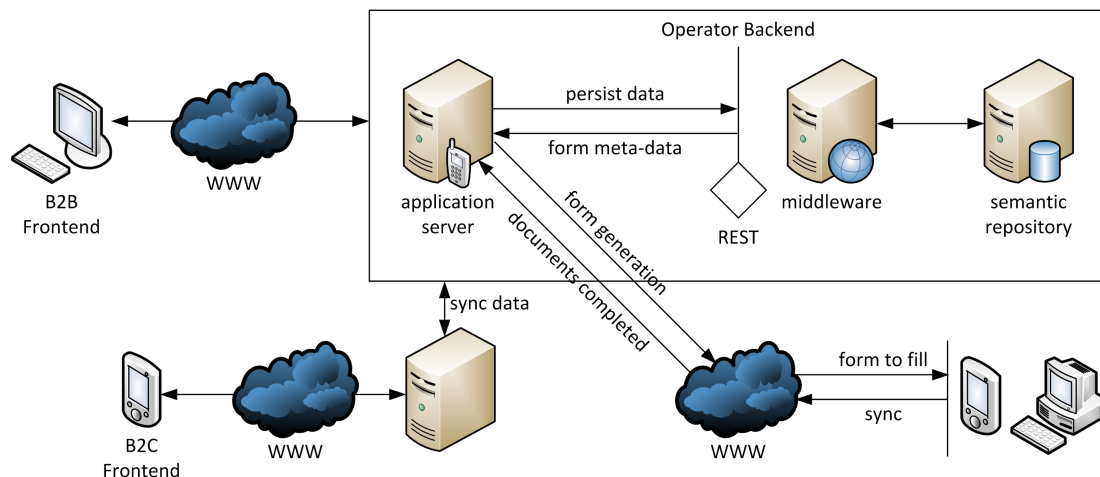 Operator Backend
persist data
form meta-data
WWW
B2B
Frontend
application
server
REST
middleware
semantic
repository
form generation
documents completed
sync data
form to fill
sync
WWW
WWW
B2C
Frontend